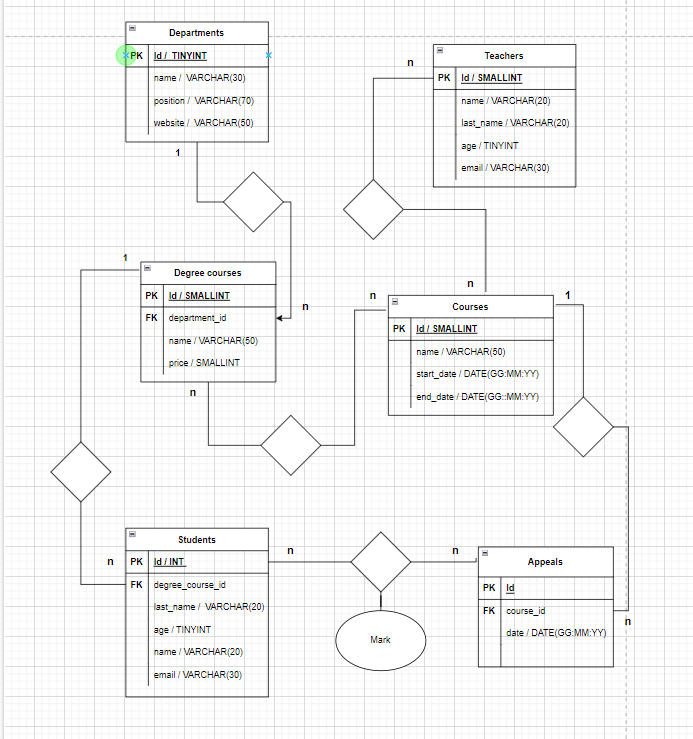 Departments
PK Id / TINYINT
name / VARCHAR(30)
position / VARCHAR(70)
website / VARCHAR(50)
1
Teachers
n
PK Id / SMALLINT
name / VARCHAR(20)
last_name / VARCHAR(20)
age / TINYINT
email / VARCHAR(30)
1
Degree courses
PK Id / SMALLINT
FK department_id
name / VARCHAR(50)
price / SMALLINT
n
n
n
n
1
Courses
PK Id / SMALLINT
name / VARCHAR(50)
start_date / DATE(GG:MM:YY)
end_date / DATE(GG::MM:YY)
Students
n
PK Id / INT
FK degree_course_id
last_name / VARCHAR(20)
age / TINYINT
name / VARCHAR(20)
email / VARCHAR(30)
n
n
Mark
Appeals
PK Id
FK course_id
date / DATE(GG:MM:YY)
n